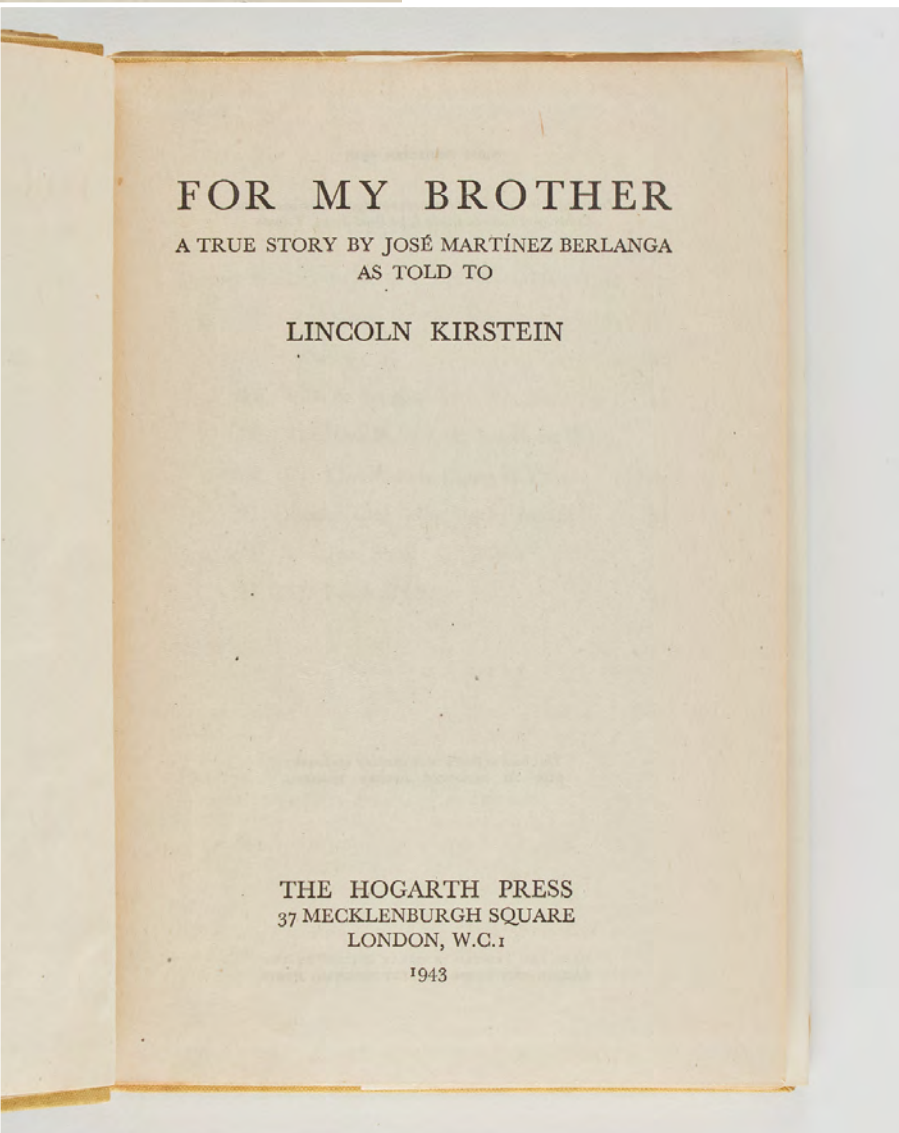 FOR MY BROTHER
A TRUE STORY BY JOSÉ MARTÍNEZ BERLANGA
AS TOLD TO
LINCOLN KIRSTEIN
THE HOGARTH PRESS
37 MECKLENBURGH SQUARE
LONDON, W.C.1
1943